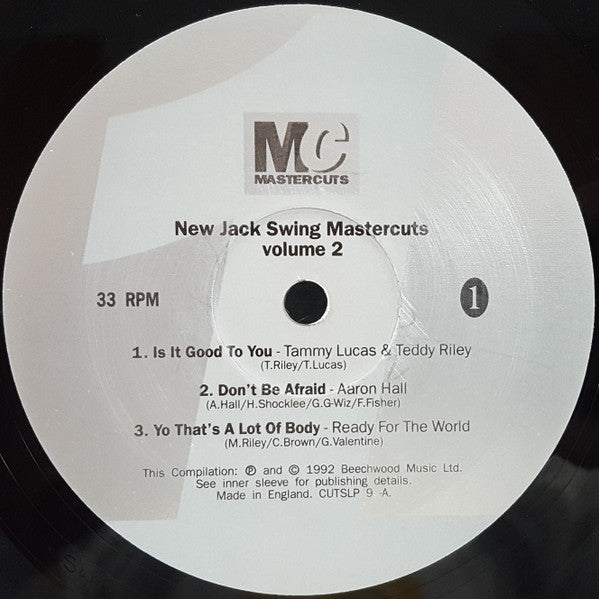 MC
MASTERCUTS
New Jack Swing Mastercuts
volume 2
33 RPM
1
1. Is It Good To You - Tammy Lucas & Teddy Riley
(T.Riley/T.Lucas)
2. Don't Be Afraid - Aaron Hall
(A.Hall/H.Shocklee/G.G-Wiz/F.Fisher)
3. Yo That's A Lot Of Body - Ready For The World
(M.Riley/C.Brown/G.Valentine)
This Compilation: ℗ and © 1992 Beechwood Music Ltd.
See inner sleeve for publishing details.
Made in England. CUTSLP 9 -A.